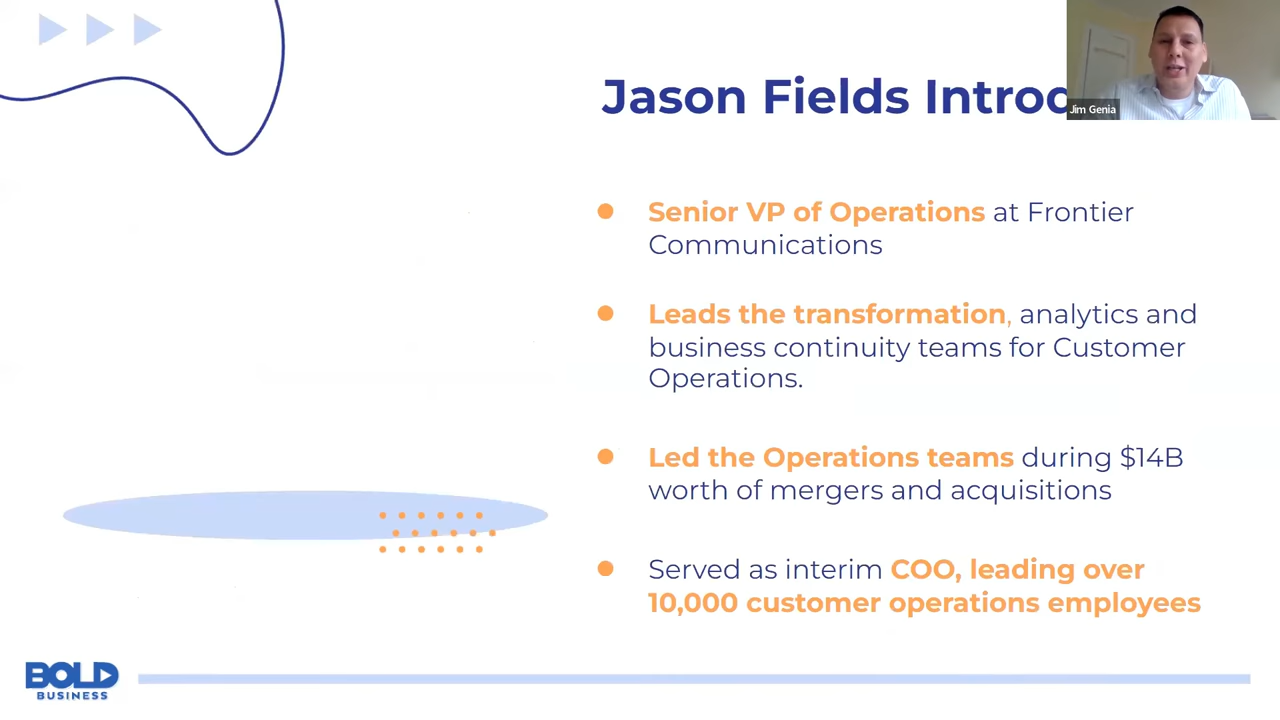 Jason Fields Introd
Jim Genia
Senior VP of Operations at Frontier
Communications
Leads the transformation, analytics and
business continuity teams for Customer
Operations.
Led the Operations teams during $14B
worth of mergers and acquisitions
Served as interim COO, leading over
10,000 customer operations employees
BOLD
BUSINESS